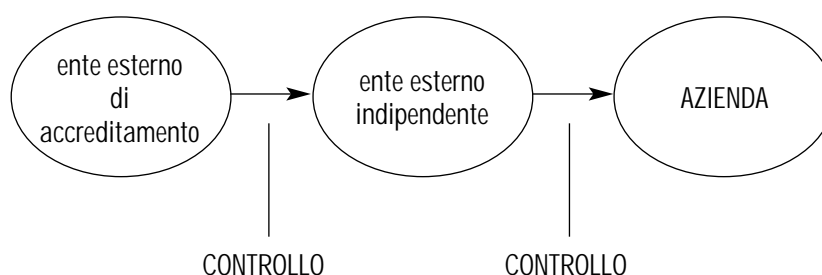 ente esterno
di
accreditamento
ente esterno
indipendente
AZIENDA
CONTROLLO
CONTROLLO